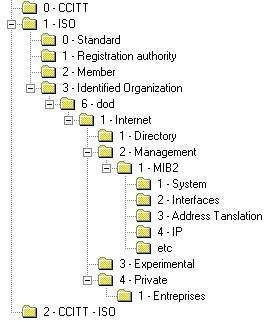 0 - CCITT
1 - ISO
0 - Standard
1 - Registration authority
2 - Member
3 - Identified Organization
6 - dod
1 - Internet
1 - Directory
2 - Management
1 - MIB2
1 - System
2 - Interfaces
3 - Address Tanslation
4 - IP
etc
3 - Experimental
4 - Private
1 - Entreprises
2 - CCITT - ISO